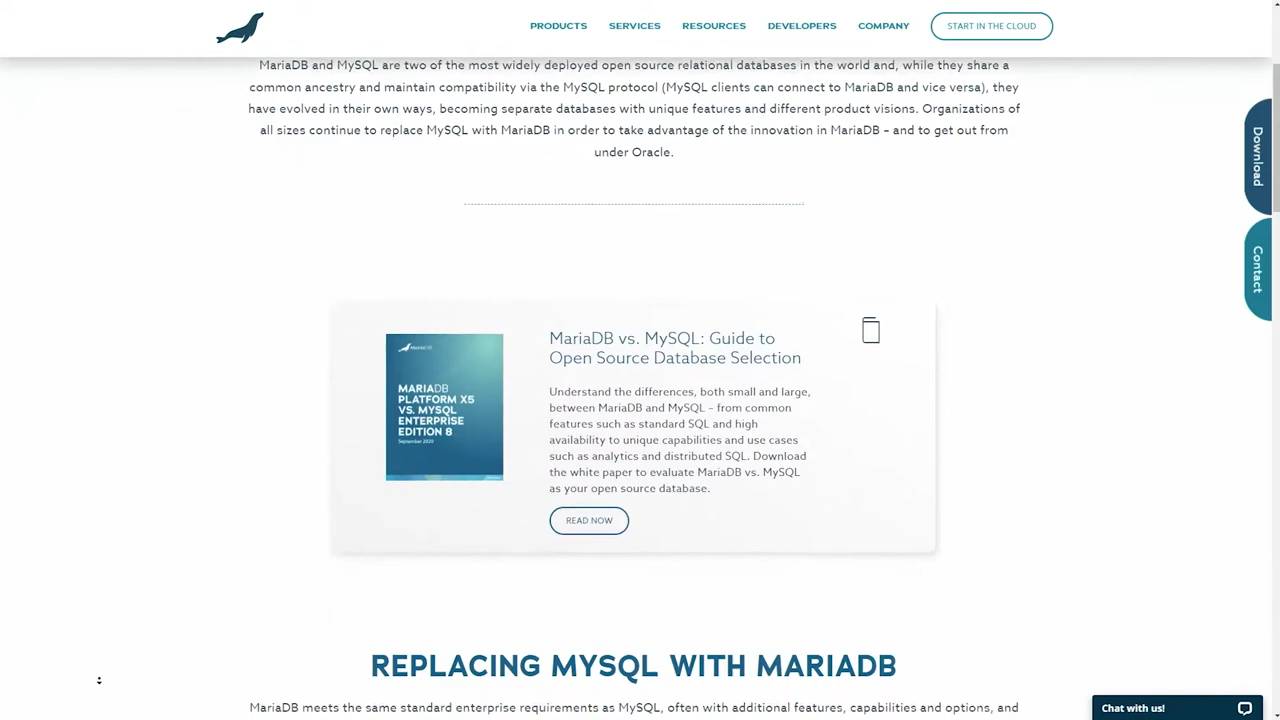 PRODUCTS SERVICES RESOURCES DEVELOPERS COMPANY START IN THE CLOUD
MariaDB and MySQL are two of the most widely deployed open source relational databases in the world and, while they share a
common ancestry and maintain compatibility via the MySQL protocol (MySQL clients can connect to MariaDB and vice versa), they
have evolved in their own ways, becoming separate databases with unique features and different product visions. Organizations of
all sizes continue to replace MySQL with MariaDB in order to take advantage of the innovation in MariaDB – and to get out from
under Oracle.
Download
Contact
MariaDB
MARIADB
PLATFORM X5
VS. MYSQL
ENTERPRISE
EDITION 8
September 2020
MariaDB vs. MySQL: Guide to
Open Source Database Selection
Understand the differences, both small and large,
between MariaDB and MySQL – from common
features such as standard SQL and high
availability to unique capabilities and use cases
such as analytics and distributed SQL. Download
the white paper to evaluate MariaDB vs. MySQL
as your open source database.
READ NOW
REPLACING MYSQL WITH MARIADB
MariaDB meets the same standard enterprise requirements as MySQL, often with additional features, capabilities and options, and
Chat with us!